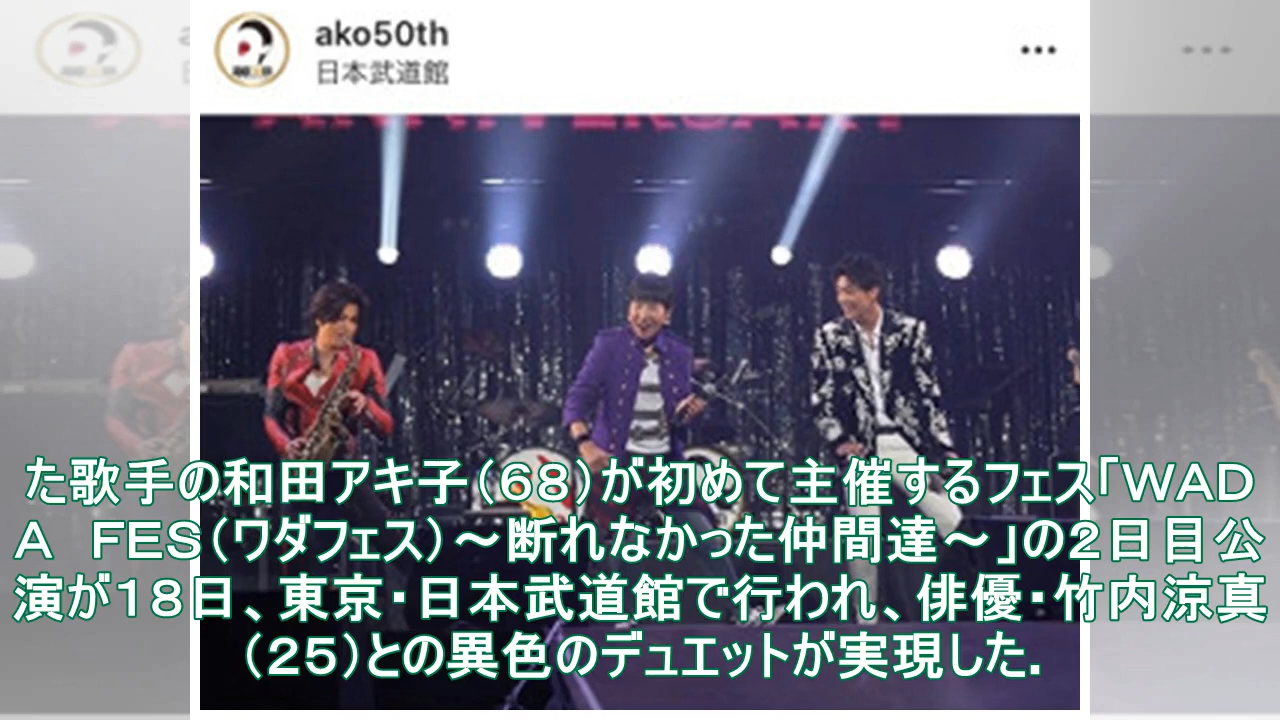 ako50th
日本武道館
ANNIVERSARY
た歌手の和田アキ子(６８)が初めて主催するフェス｢ＷＡＤ
Ａ　ＦＥＳ(ワダフェス)～断れなかった仲間達～｣の２日目公
演が１８日､東京･日本武道館で行われ､俳優･竹内涼真
(２５)との異色のデュエットが実現した.